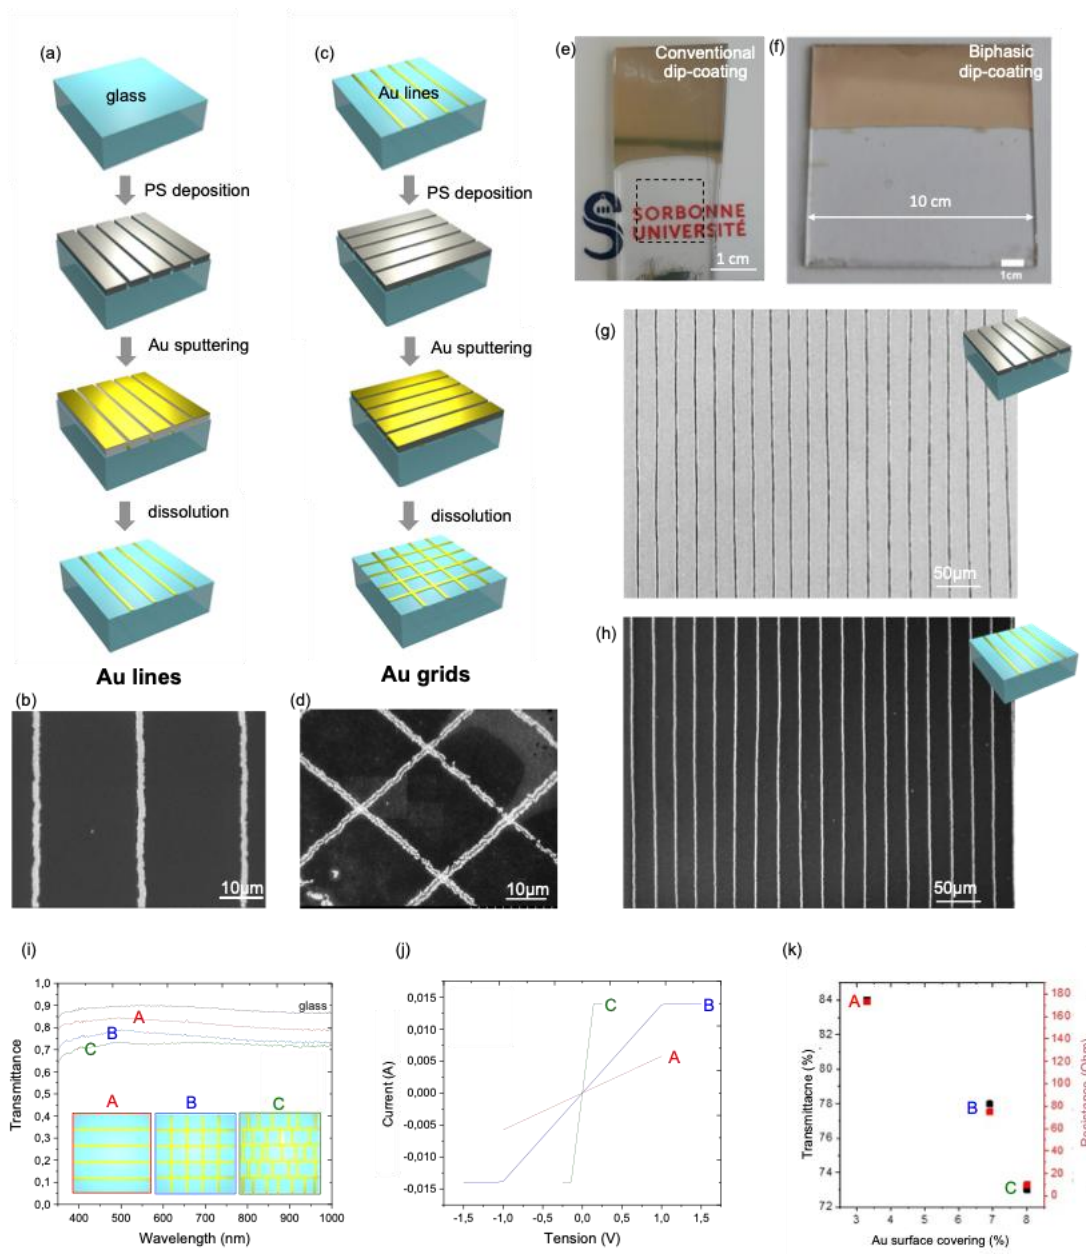 (a)
glass
PS deposition
Au sputtering
dissolution
Au lines
(b)
10µm
(c)
Au lines
PS deposition
Au sputtering
dissolution
Au grids
(d)
10µm
(e)
Conventional
dip-coating
SORBONNE
UNIVERSITÉ
1 cm
(f)
Biphasic
dip-coating
10 cm
1cm
(g)
50µm
(h)
50µm
(i)
1,0
0,9
0,8
0,7
0,6
0,5
0,4
0,3
0,2
0,1
0,0
Transmittance
glass
A
B
C
A
B
C
400
500
600
700
800
900
1000
Wavelength (nm)
(j)
0,015
0,010
0,005
0,000
-0,005
-0,010
-0,015
Current (A)
C
B
A
-1,5
-1,0
-0,5
0,0
0,5
1,0
1,5
Tension (V)
(k)
84
82
80
78
76
74
72
Transmittacne (%)
A
B
C
180
160
140
120
100
80
60
40
20
0
Resistance (Ohm)
3
4
5
6
7
8
Au surface covering (%)